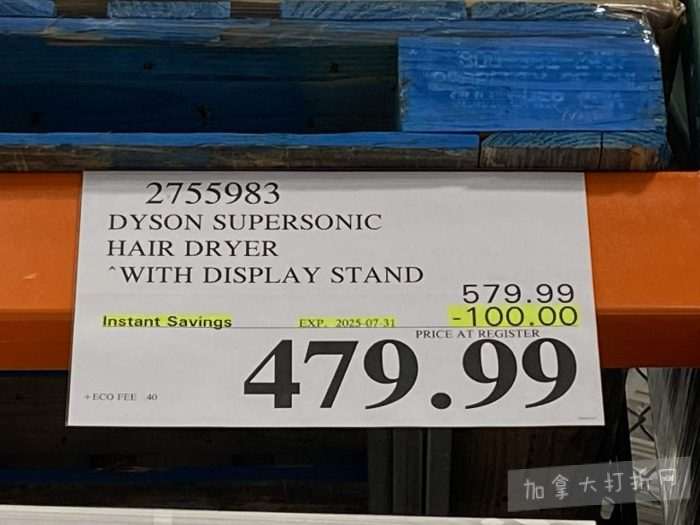 2755983
DYSON SUPERSONIC
HAIR DRYER
^WITH DISPLAY STAND
579.99
Instant Savings EXP. 2025-07-31 -100.00
PRICE AT REGISTER
479.99
+ECO FEE .40
加拿大打折网